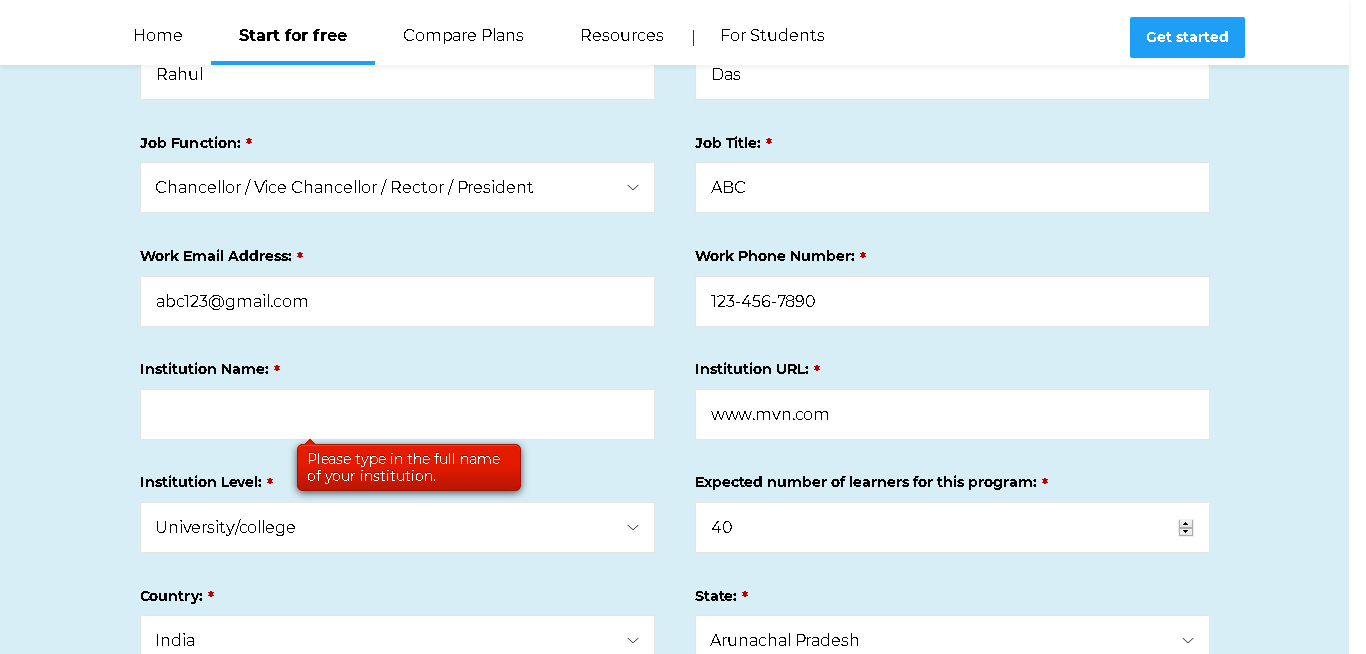 Home Start for free Compare Plans Resources | For Students Get started
Rahul Das
Job Function: * Job Title: *
Chancellor / Vice Chancellor / Rector / President ABC
Work Email Address: * Work Phone Number: *
abc123@gmail.com 123-456-7890
Institution Name: * Institution URL: *
www.mvn.com
Please type in the full name
of your institution.
Institution Level: * Expected number of learners for this program: *
University/college 40
Country: * State: *
India Arunachal Pradesh